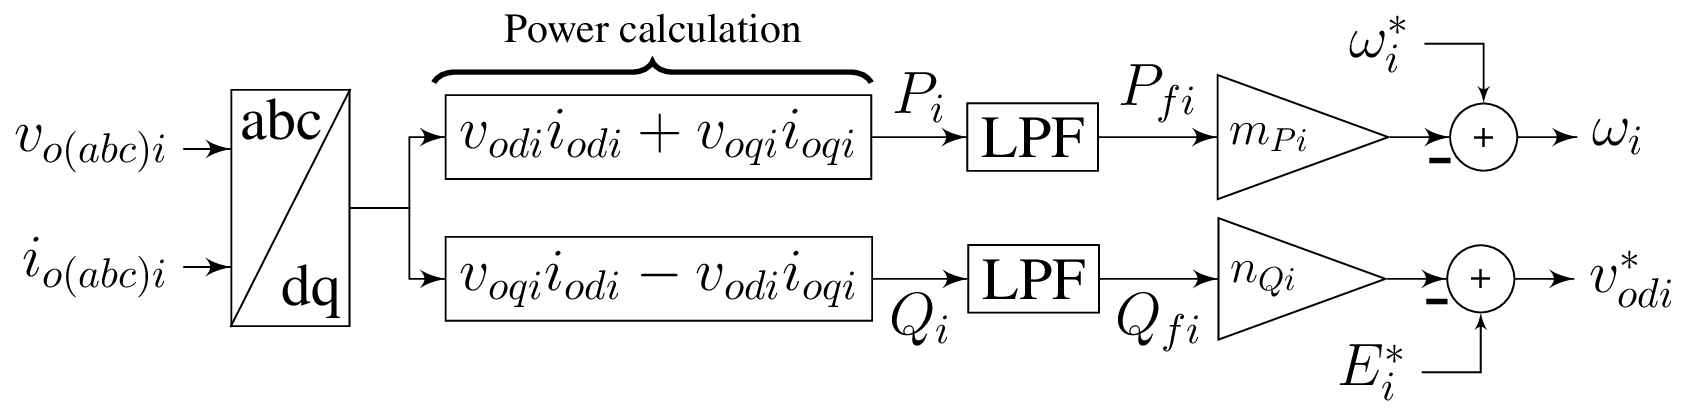 Power calculation
v_{o(abc)i}
i_{o(abc)i}
abc
dq
v_{odi}i_{odi} + v_{oqi}i_{oqi}
P_i
LPF
P_{fi}
m_{Pi}
ω_i^*
+
-
ω_i
v_{oqi}i_{odi} − v_{odi}i_{oqi}
Q_i
LPF
Q_{fi}
n_{Qi}
+
-
E_i^*
v_{odi}^*